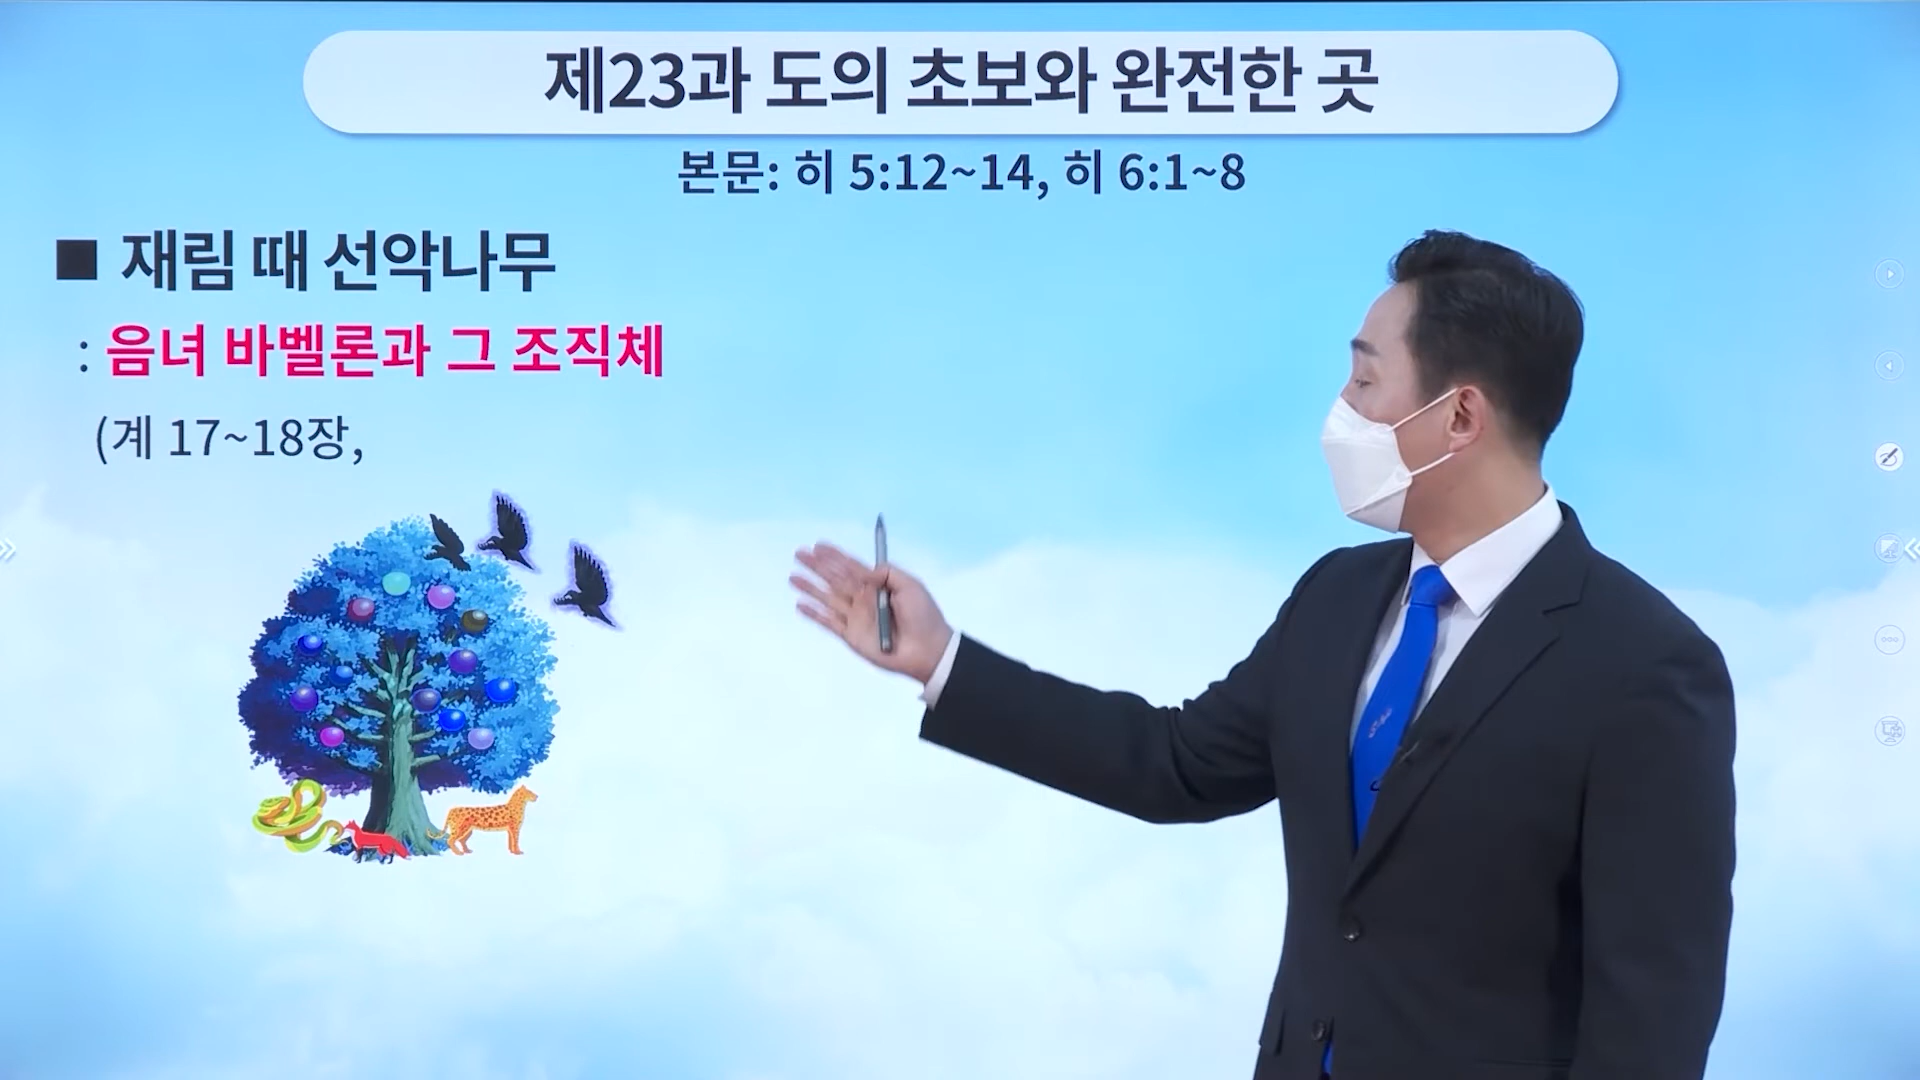 제23과 도의 초보와 완전한 곳
본문: 히 5:12~14, 히 6:1~8
■ 재림 때 선악나무
: 음녀 바벨론과 그 조직체
(계 17~18장,